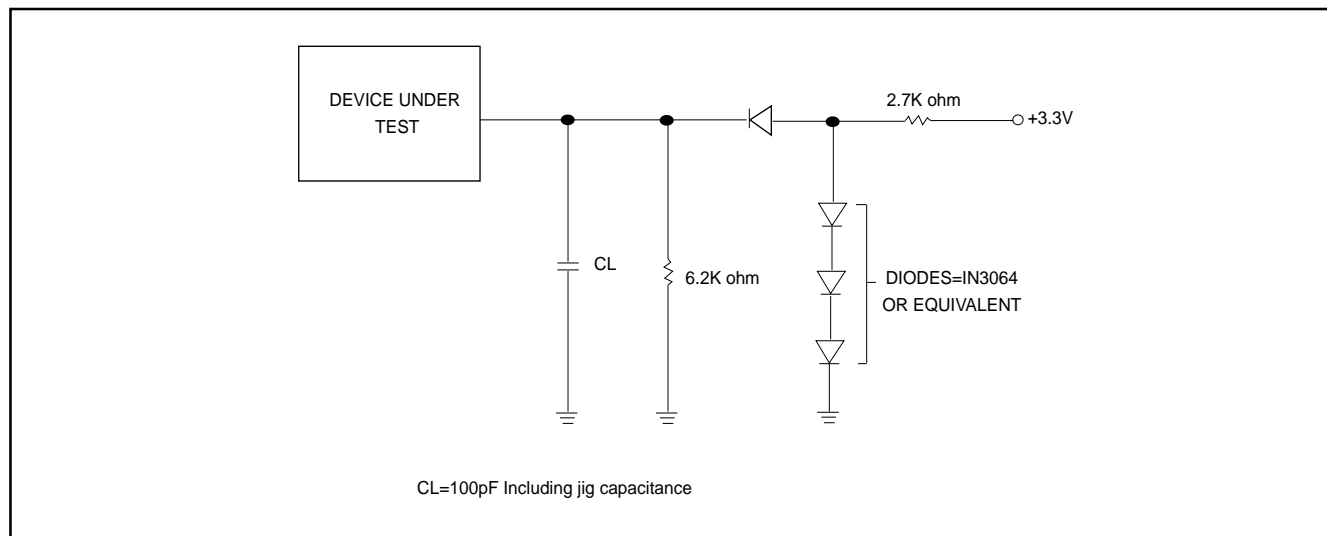 DEVICE UNDER
TEST
2.7K ohm
+3.3V
CL
6.2K ohm
DIODES=IN3064
OR EQUIVALENT
CL=100pF Including jig capacitance